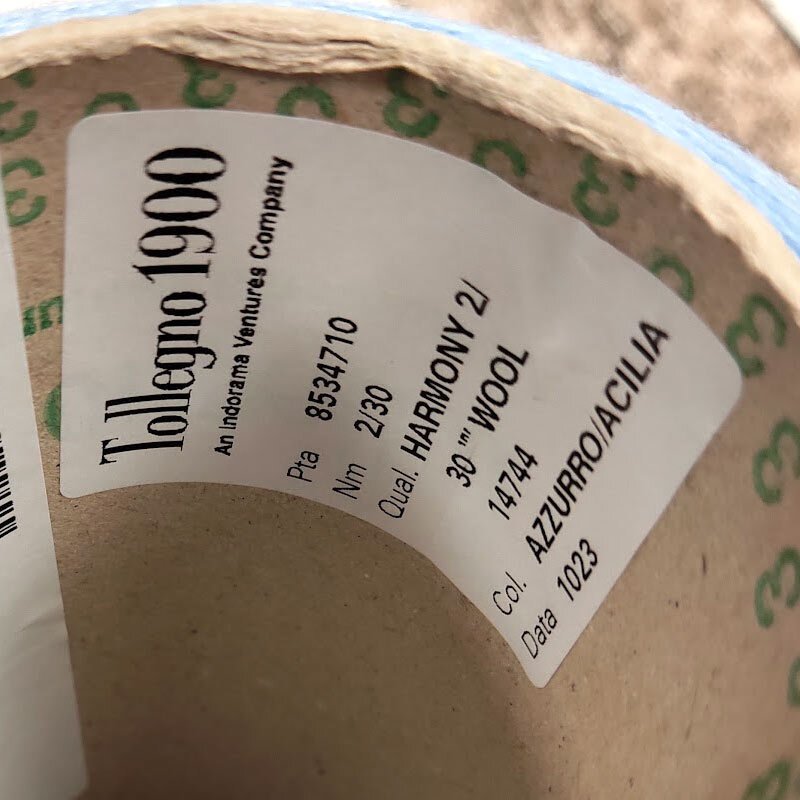 Tollegno 1900
An Indorama Ventures Company
Pta 8534710
Nm 2/30
Qual. HARMONY 2/
30 "" WOOL
14744
Col. AZZURRO/ACILIA
Data 1023